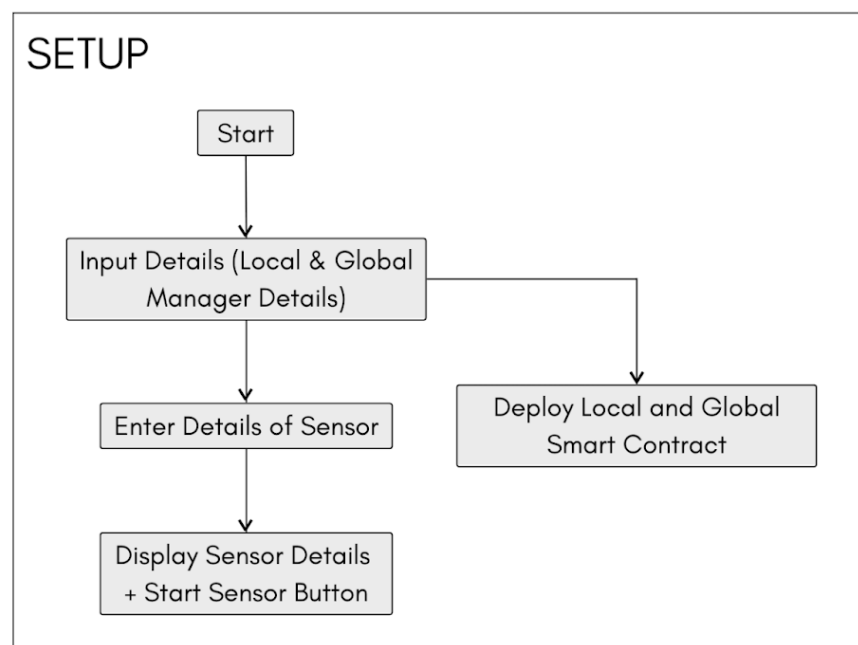 SETUP
Start
Input Details (Local & Global
Manager Details)
Enter Details of Sensor
Deploy Local and Global
Smart Contract
Display Sensor Details
+ Start Sensor Button